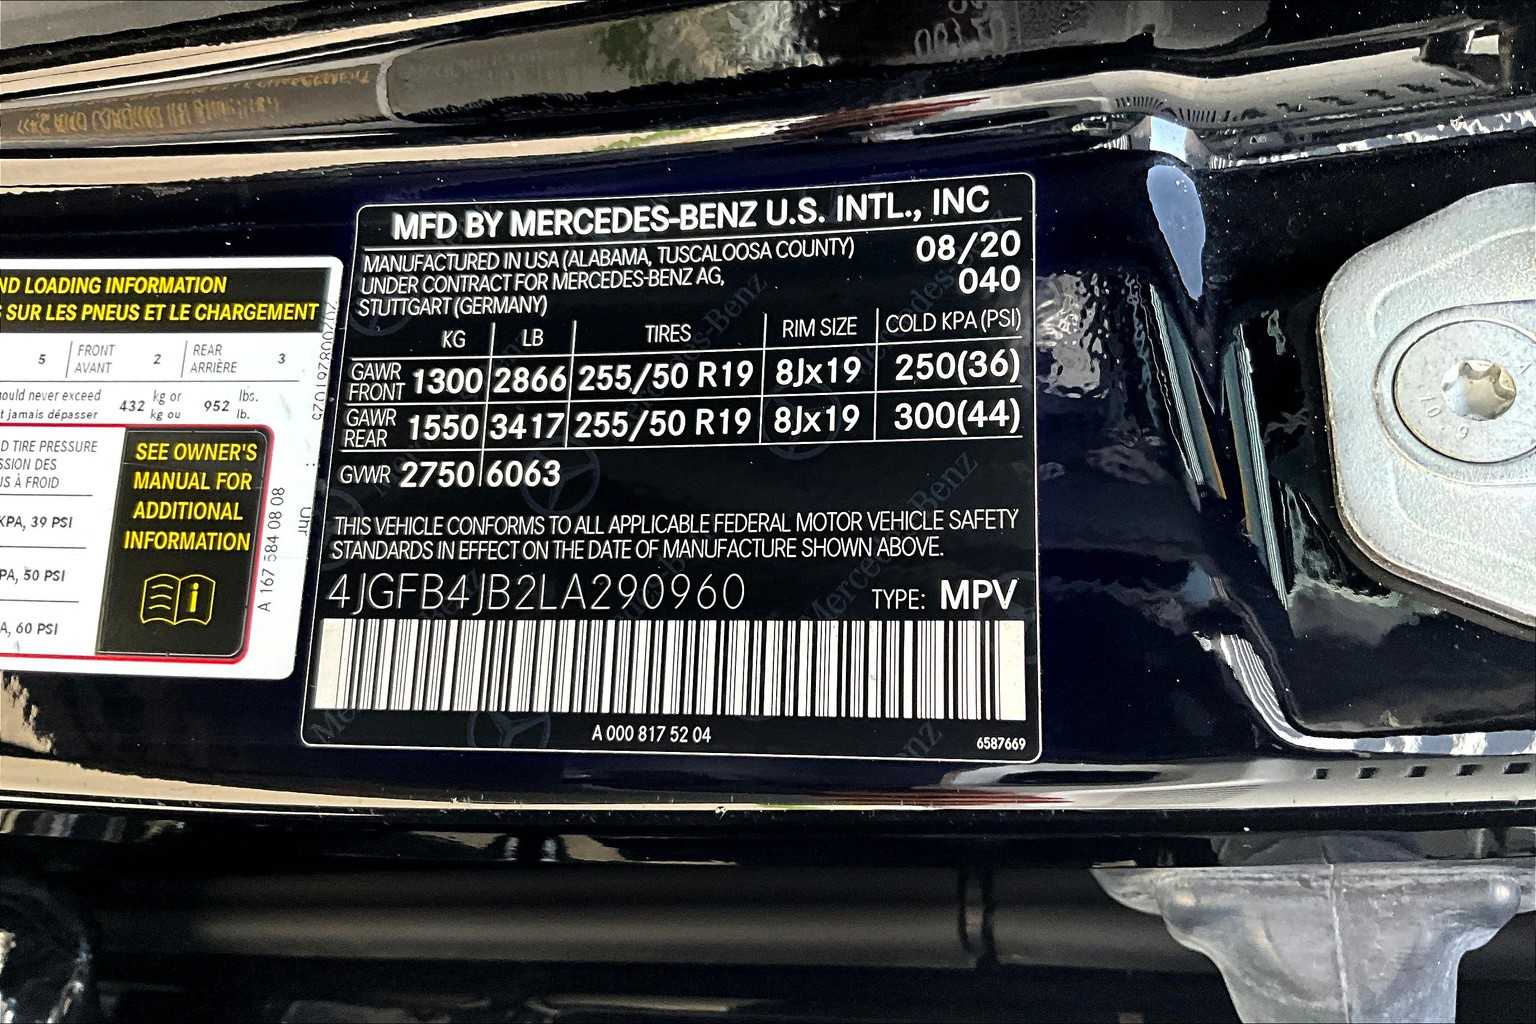 MFD BY MERCEDES-BENZ U.S. INTL., INC
MANUFACTURED IN USA (ALABAMA, TUSCALOOSA COUNTY)
UNDER CONTRACT FOR MERCEDES-BENZ AG,
STUTTGART (GERMANY)
08/20
040
KG LB TIRES RIM SIZE COLD KPA (PSI)
GAWR FRONT 1300 2866 255/50 R19 8Jx19 250(36)
GAWR REAR 1550 3417 255/50 R19 8Jx19 300(44)
GVWR 2750 6063
THIS VEHICLE CONFORMS TO ALL APPLICABLE FEDERAL MOTOR VEHICLE SAFETY
STANDARDS IN EFFECT ON THE DATE OF MANUFACTURE SHOWN ABOVE.
4JGFB4JB2LA290960 TYPE: MPV
A 000 817 52 04
6587669
ND LOADING INFORMATION
SUR LES PNEUS ET LE CHARGEMENT
5 FRONT AVANT 2 REAR ARRIÈRE 3
ould never exceed 432 kg or 952 lbs.
t jamais dépasser kg ou lb.
D TIRE PRESSURE
SSION DES
S À FROID
KPA, 39 PSI
PA, 50 PSI
A, 60 PSI
SEE OWNER'S
MANUAL FOR
ADDITIONAL
INFORMATION
A 167 584 08 08
Uhr
Mercedes-Benz